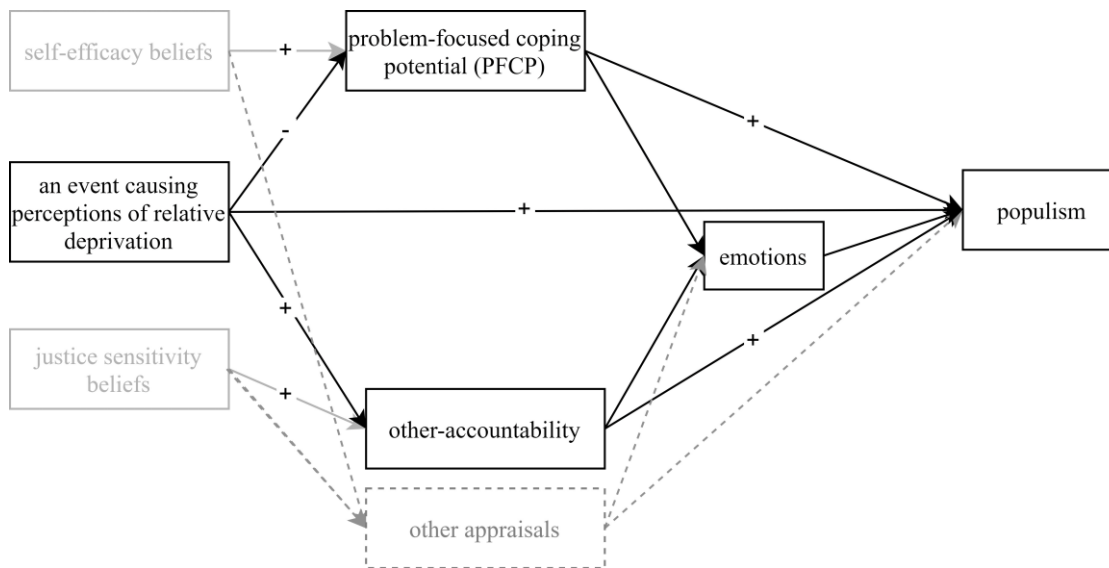 self-efficacy beliefs
+
problem-focused coping
potential (PFCP)
+
-
an event causing
perceptions of relative
deprivation
+
populism
emotions
+
+
justice sensitivity
beliefs
+
other-accountability
other appraisals